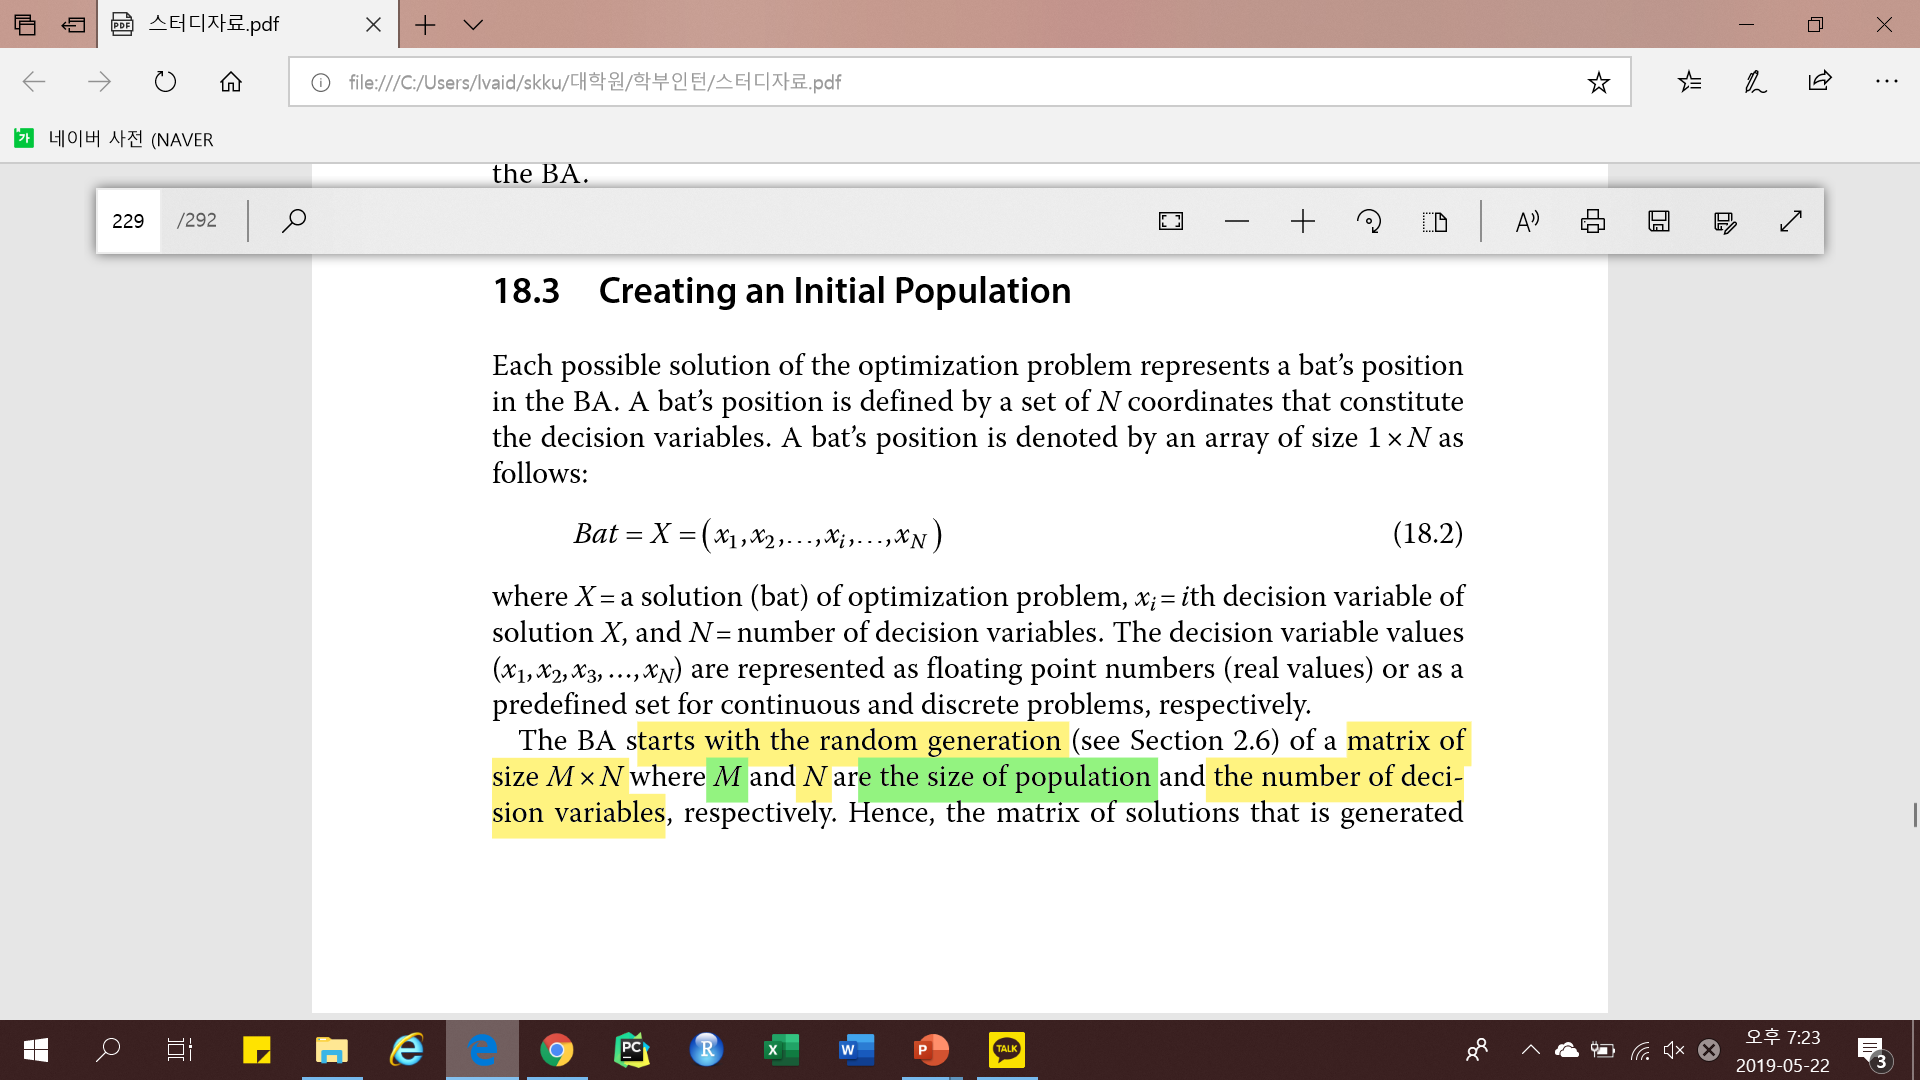 스터디자료.pdf
file:///C:/Users/lvaid/skku/대학원/학부인턴/스터디자료.pdf
가 네이버 사전 (NAVER
the BA.
229 /292
18.3 Creating an Initial Population
Each possible solution of the optimization problem represents a bat’s position
in the BA. A bat’s position is defined by a set of N coordinates that constitute
the decision variables. A bat’s position is denoted by an array of size 1 × N as
follows:
Bat = X = (x₁, x₂, …, xᵢ, …, x_N) (18.2)
where X = a solution (bat) of optimization problem, xᵢ = ith decision variable of
solution X, and N = number of decision variables. The decision variable values
(x₁, x₂, x₃, …, x_N) are represented as floating point numbers (real values) or as a
predefined set for continuous and discrete problems, respectively.
The BA starts with the random generation (see Section 2.6) of a matrix of
size M × N where M and N are the size of population and the number of deci-
sion variables, respectively. Hence, the matrix of solutions that is generated
오후 7:23
2019-05-22
3